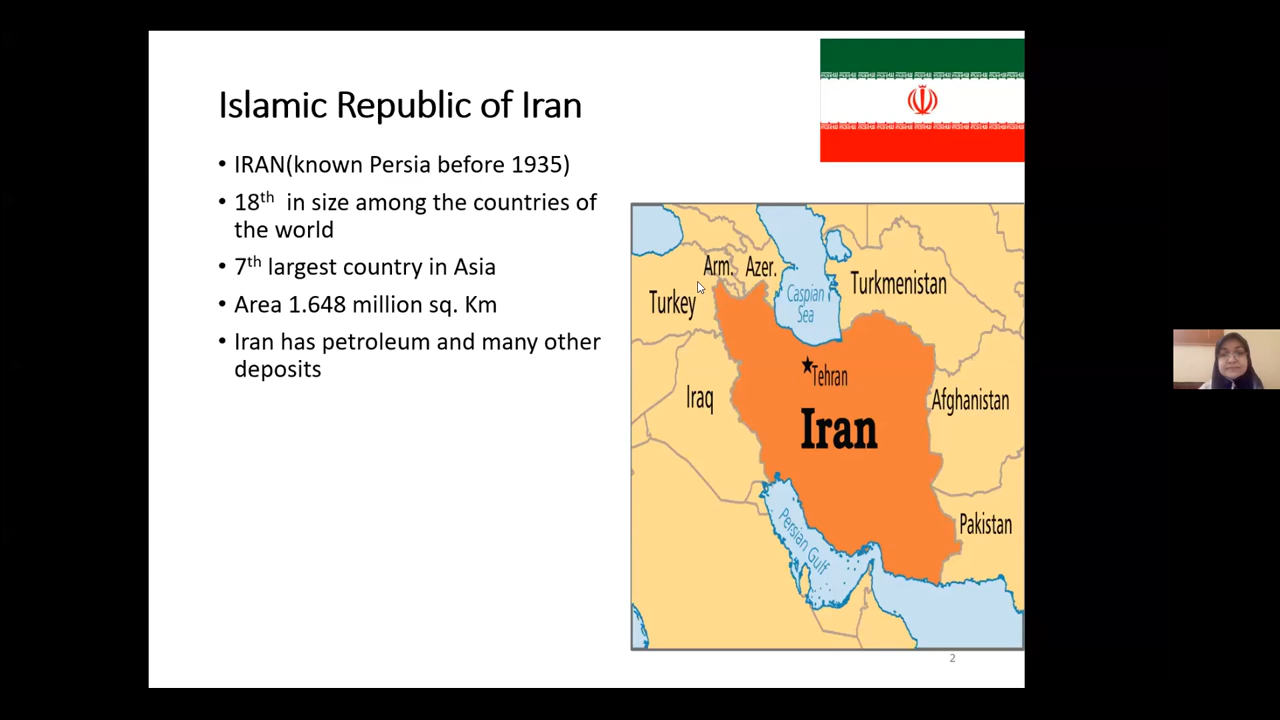 Islamic Republic of Iran
• IRAN(known Persia before 1935)
• 18th in size among the countries of
the world
• 7th largest country in Asia
• Area 1.648 million sq. Km
• Iran has petroleum and many other
deposits
Arm.
Azer.
Turkey
Caspian
Sea
Turkmenistan
Tehran
Iraq
Iran
Afghanistan
Persian Gulf
Pakistan
2